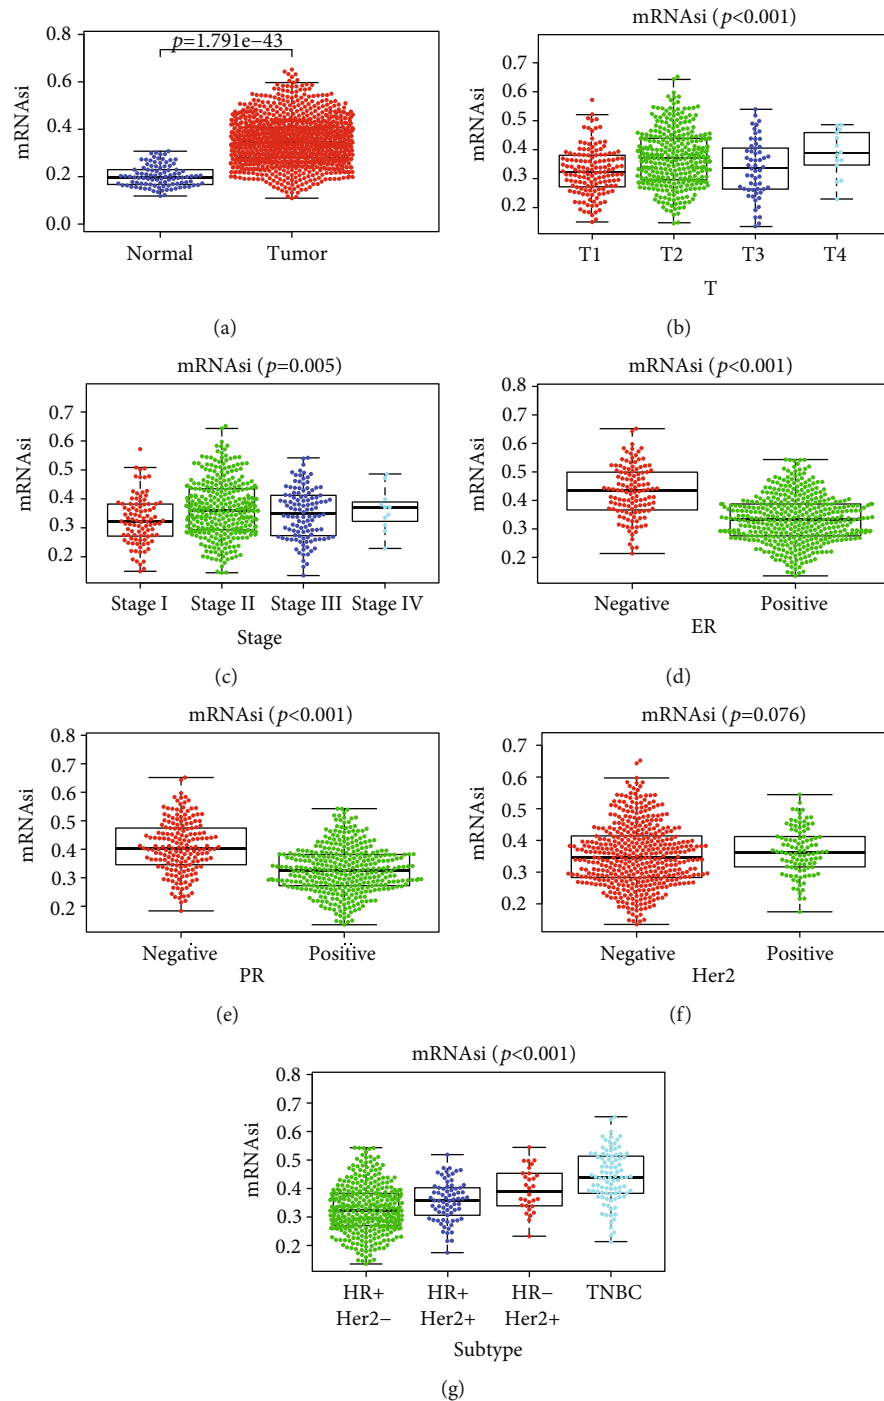 p=1.791e−43
0.8
0.6
0.4
0.2
0.0
mRNAsi
Normal Tumor
(a)
mRNAsi (p<0.001)
0.7
0.6
0.5
0.4
0.3
0.2
mRNAsi
T1 T2 T3 T4
T
(b)
mRNAsi (p=0.005)
0.7
0.6
0.5
0.4
0.3
0.2
mRNAsi
Stage I Stage II Stage III Stage IV
Stage
(c)
mRNAsi (p<0.001)
0.8
0.7
0.6
0.5
0.4
0.3
0.2
mRNAsi
Negative Positive
ER
(d)
mRNAsi (p<0.001)
0.8
0.7
0.6
0.5
0.4
0.3
0.2
mRNAsi
Negative Positive
PR
(e)
mRNAsi (p=0.076)
0.7
0.6
0.5
0.4
0.3
0.2
mRNAsi
Negative Positive
Her2
(f)
mRNAsi (p<0.001)
0.8
0.7
0.6
0.5
0.4
0.3
0.2
mRNAsi
HR+ HR+ HR− TNBC
Her2− Her2+ Her2+
Subtype
(g)